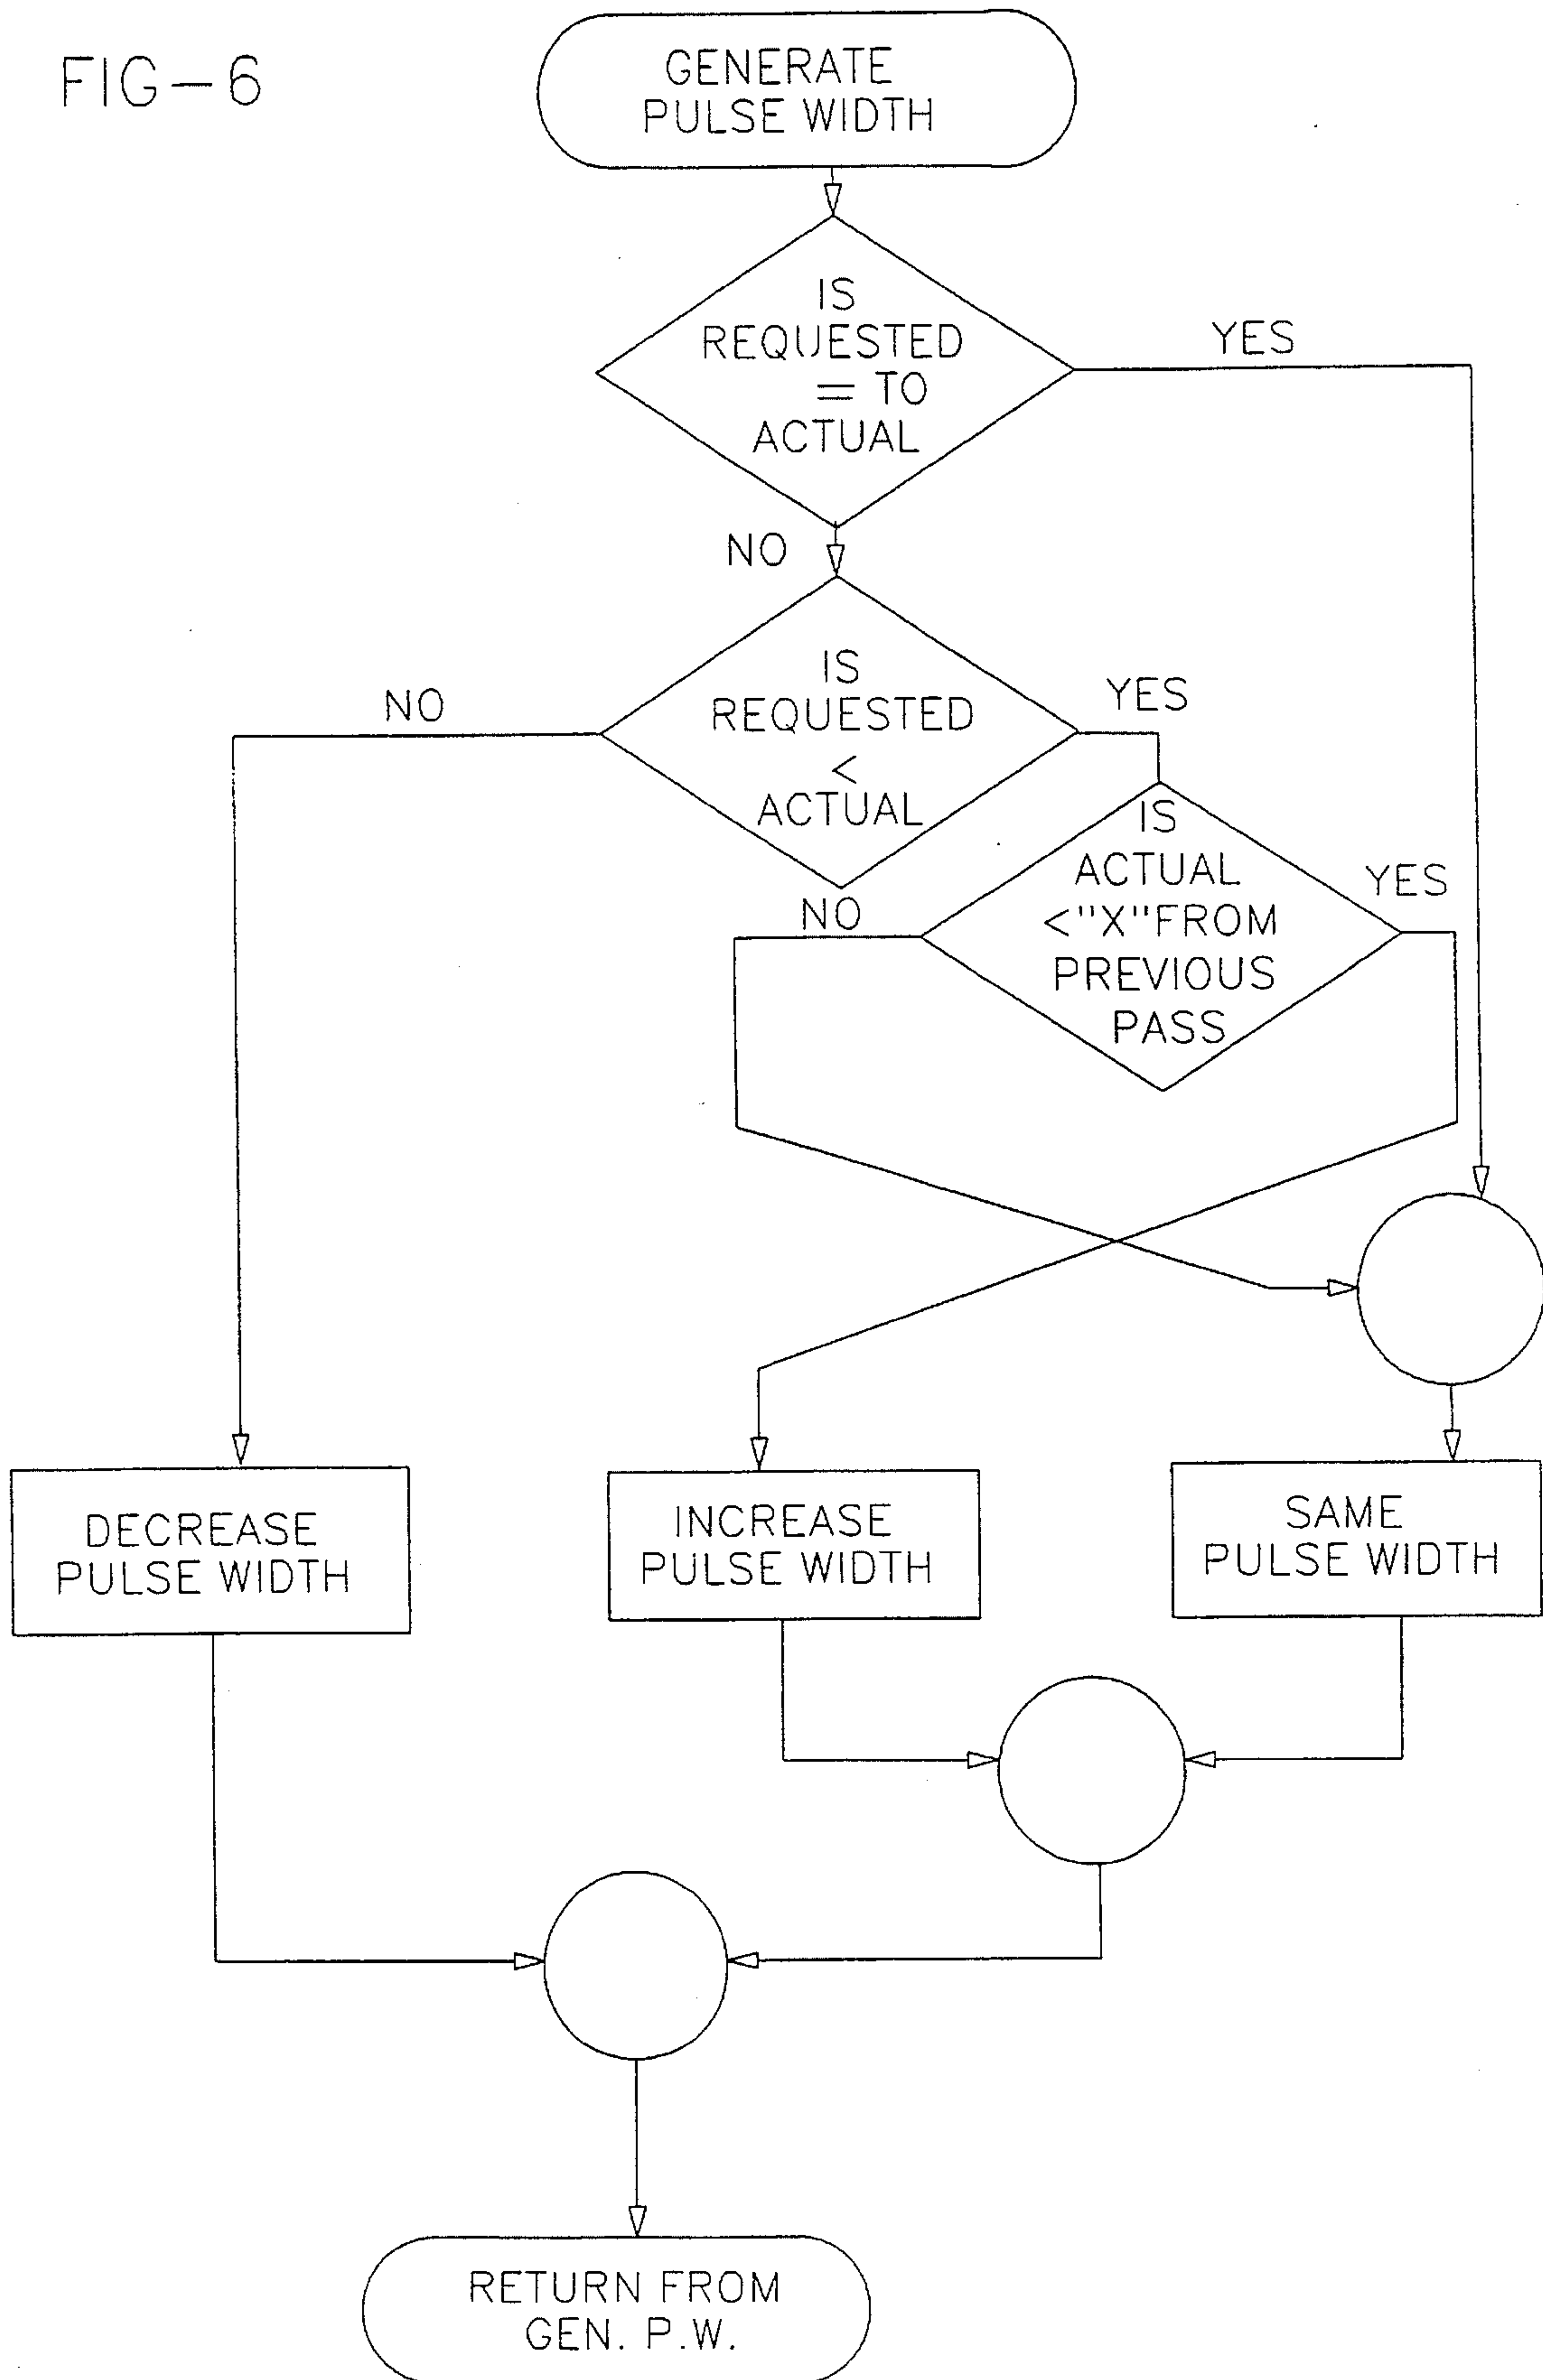 FIG-6
GENERATE
PULSE WIDTH
IS
REQUESTED
= TO
ACTUAL
YES
NO
IS
REQUESTED
<
ACTUAL
NO
YES
IS
ACTUAL
<"X"FROM
PREVIOUS
PASS
NO
YES
DECREASE
PULSE WIDTH
INCREASE
PULSE WIDTH
SAME
PULSE WIDTH
RETURN FROM
GEN. P.W.